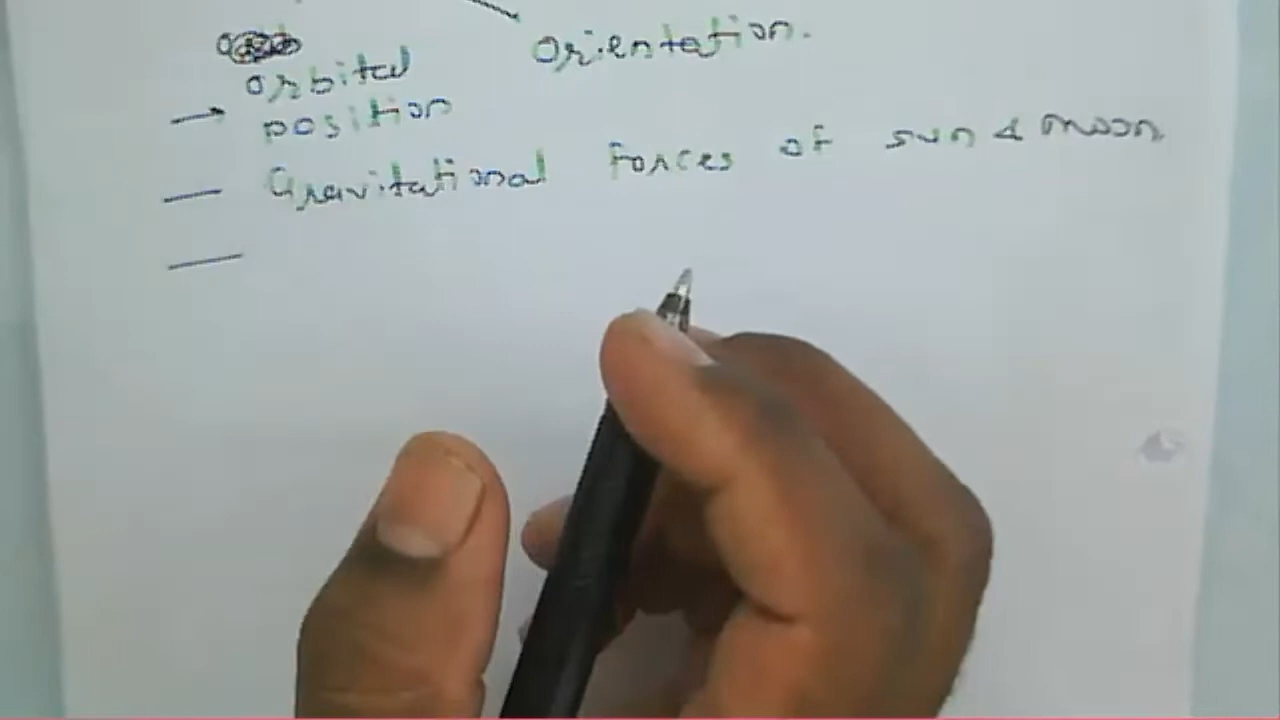 orientation.
orbital
→ position
— Gravitational forces of sun & moon
—